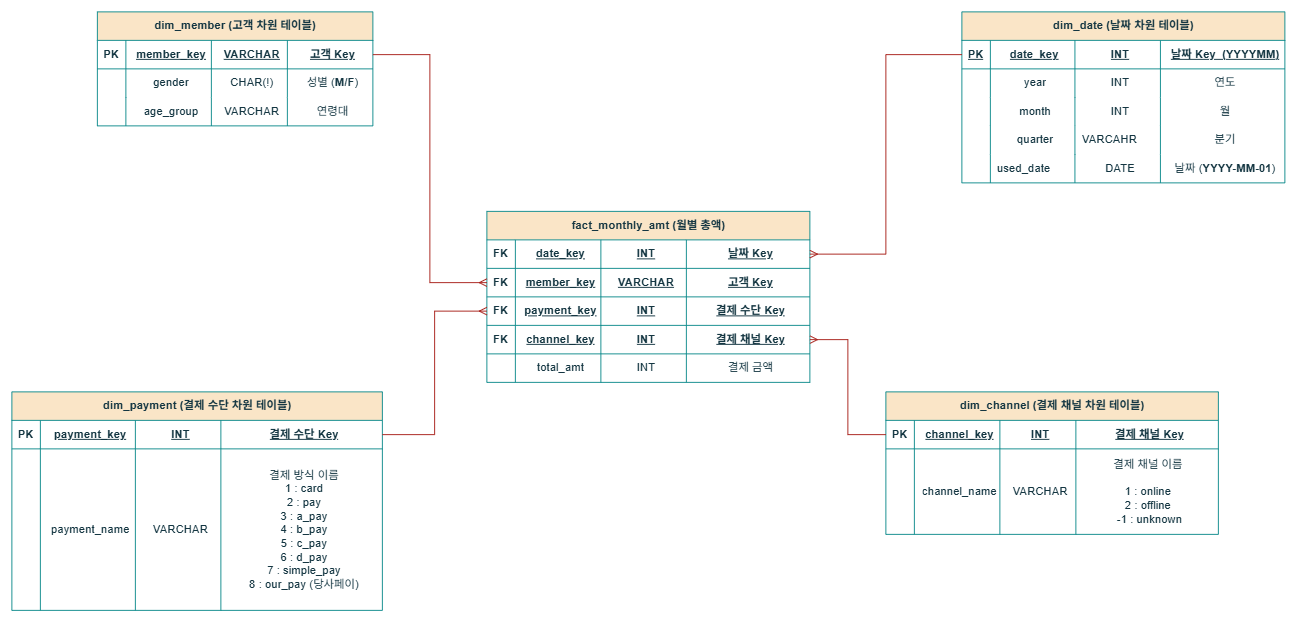 dim_member (고객 차원 테이블)
PK member_key VARCHAR 고객 Key
gender CHAR(!) 성별 (M/F)
age_group VARCHAR 연령대
dim_date (날짜 차원 테이블)
PK date_key INT 날짜 Key (YYYYMM)
year INT 연도
month INT 월
quarter VARCAHR 분기
used_date DATE 날짜 (YYYY-MM-01)
fact_monthly_amt (월별 총액)
FK date_key INT 날짜 Key
FK member_key VARCHAR 고객 Key
FK payment_key INT 결제 수단 Key
FK channel_key INT 결제 채널 Key
total_amt INT 결제 금액
dim_payment (결제 수단 차원 테이블)
PK payment_key INT 결제 수단 Key
payment_name VARCHAR
결제 방식 이름
1 : card
2 : pay
3 : a_pay
4 : b_pay
5 : c_pay
6 : d_pay
7 : simple_pay
8 : our_pay (당사페이)
dim_channel (결제 채널 차원 테이블)
PK channel_key INT 결제 채널 Key
channel_name VARCHAR
결제 채널 이름
1 : online
2 : offline
-1 : unknown